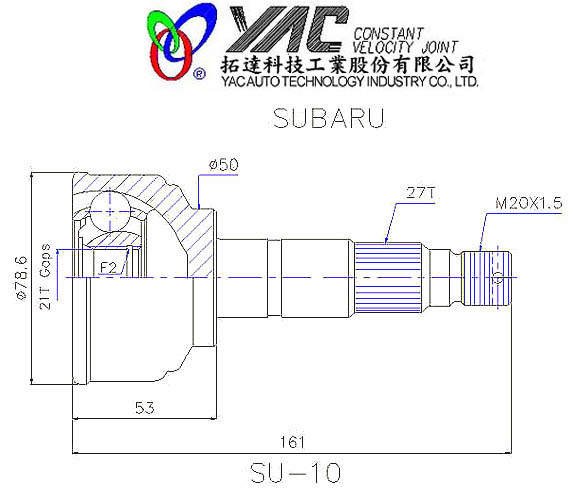 YAC CONSTANT
VELOCITY JOINT
®
拓達科技工業股份有限公司
YAC AUTO TECHNOLOGY INDUSTRY CO., LTD.
SUBARU
ø50
27T
M20X1.5
F2
21T Gaps
ø78.6
53
161
SU-10